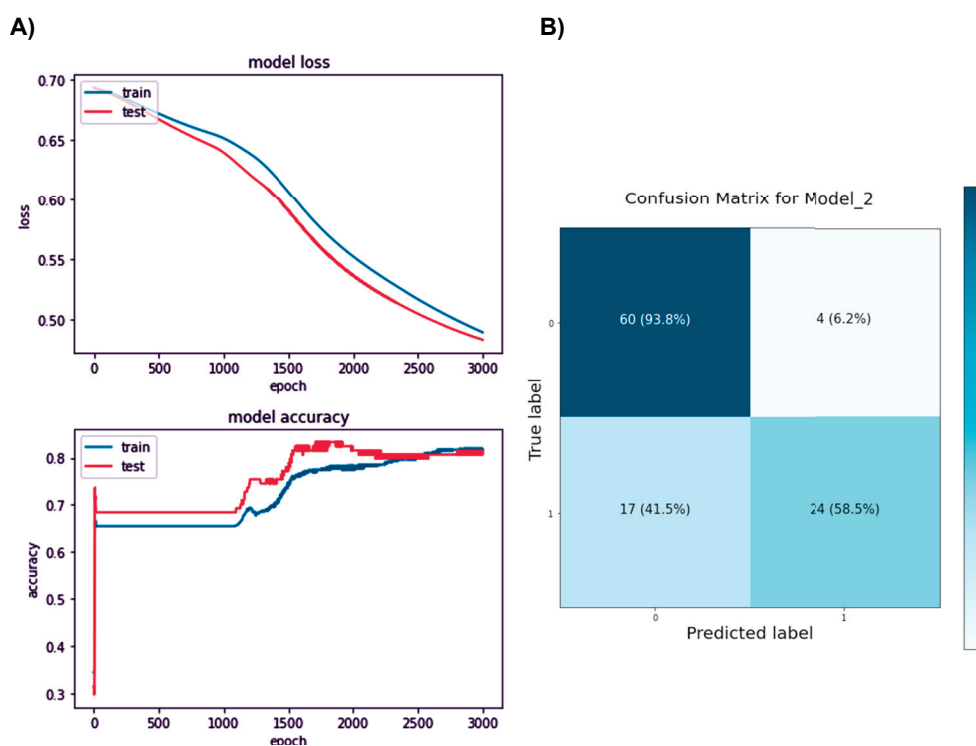 A)
model loss
0.70
0.65
0.60
0.55
0.50
loss
train
test
0 500 1000 1500 2000 2500 3000
epoch
model accuracy
0.8
0.7
0.6
0.5
0.4
0.3
accuracy
train
test
0 500 1000 1500 2000 2500 3000
epoch
B)
Confusion Matrix for Model_2
True label
0
60 (93.8%) 4 (6.2%)
1
17 (41.5%) 24 (58.5%)
0 1
Predicted label